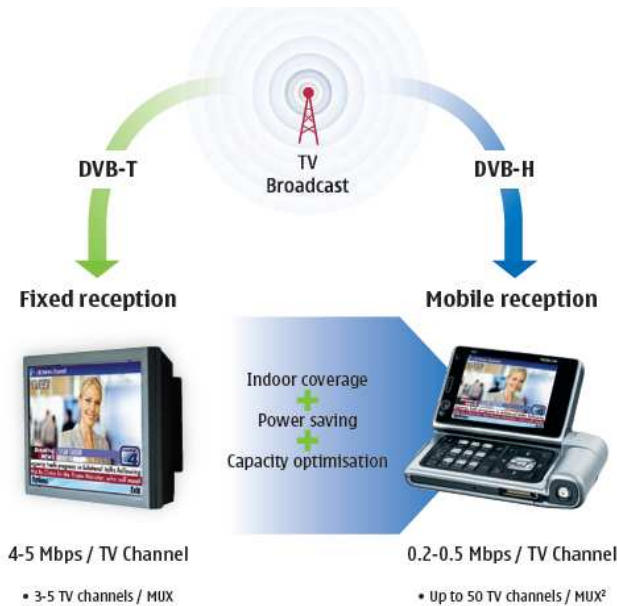 TV
Broadcast
DVB-T
DVB-H
Fixed reception
Mobile reception
Indoor coverage
+
Power saving
+
Capacity optimisation
4-5 Mbps / TV Channel
0.2-0.5 Mbps / TV Channel
• 3-5 TV channels / MUX
• Up to 50 TV channels / MUX²